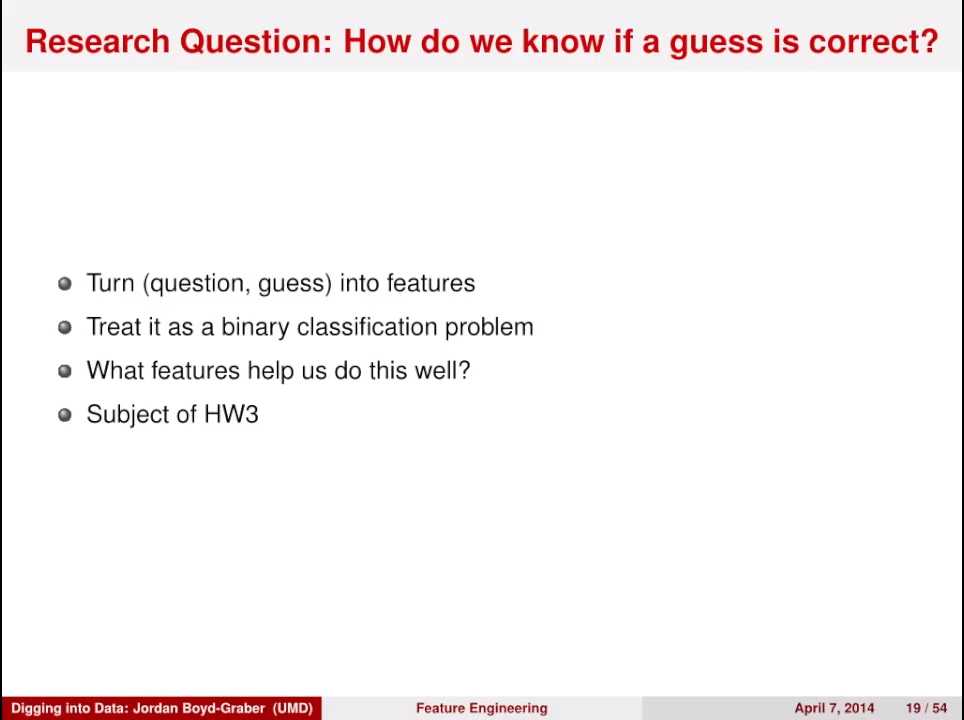 Research Question: How do we know if a guess is correct?
Turn (question, guess) into features
Treat it as a binary classification problem
What features help us do this well?
Subject of HW3
Digging into Data: Jordan Boyd-Graber (UMD) Feature Engineering April 7, 2014 19 / 54